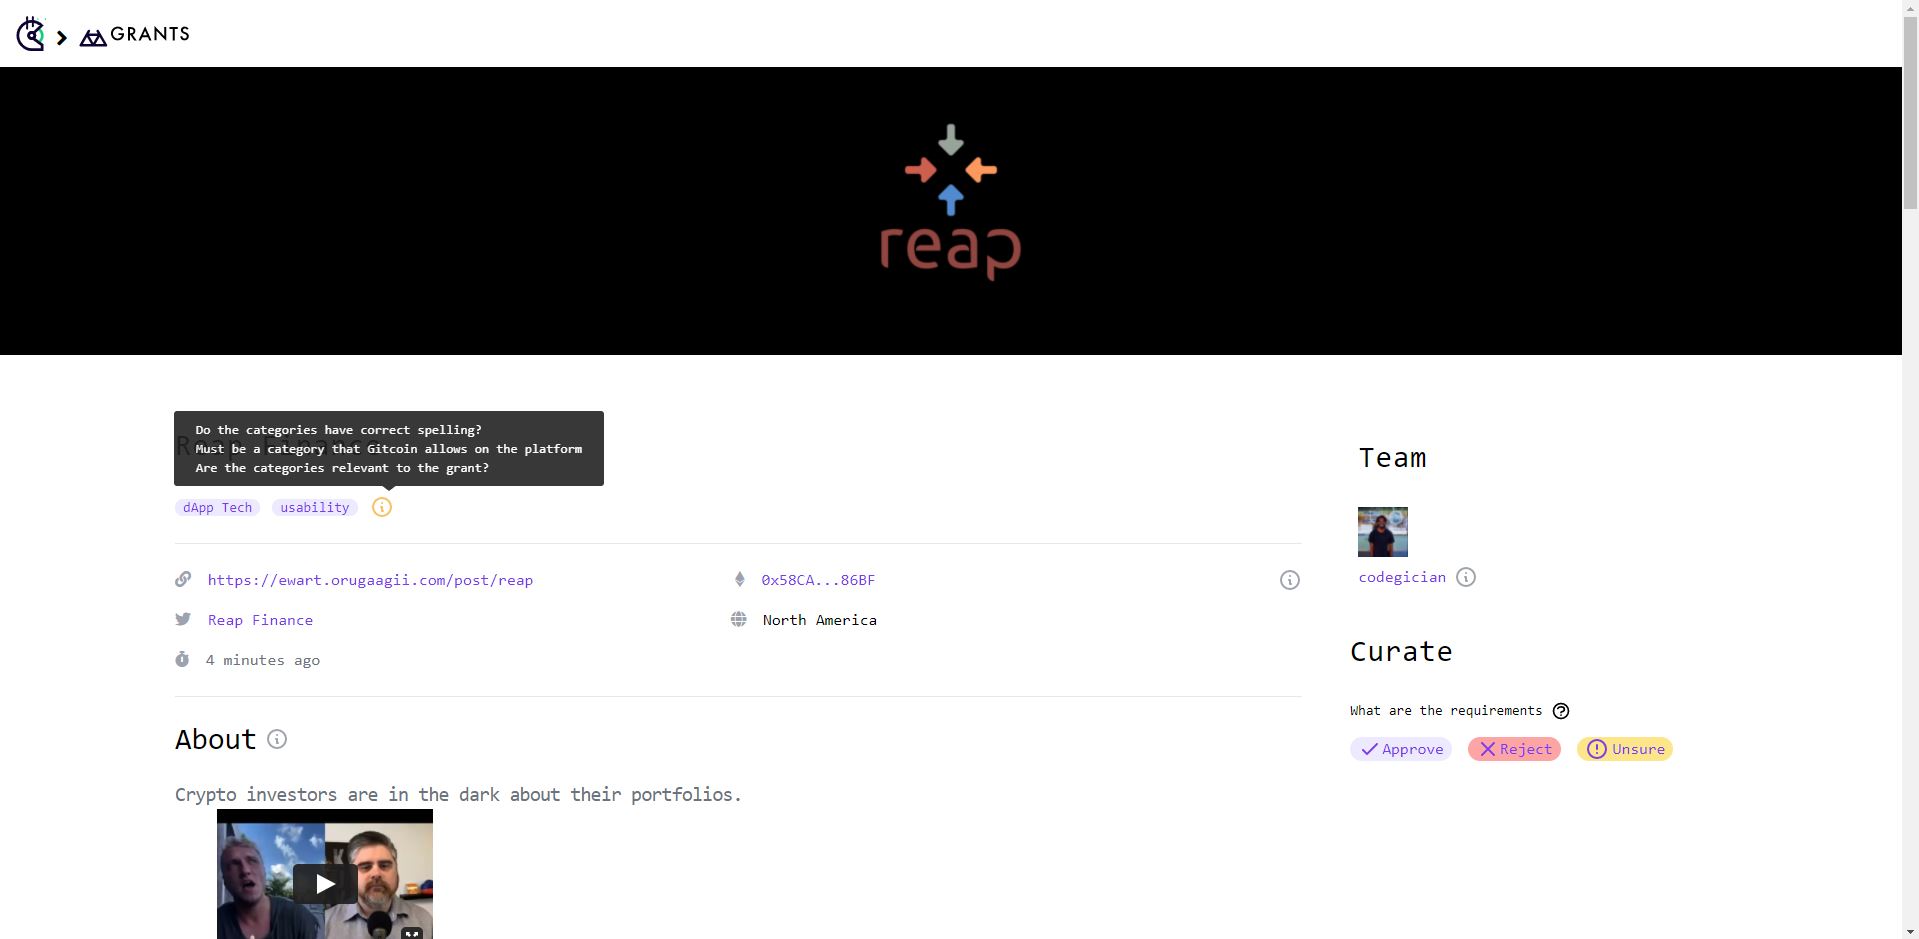 GRANTS
reap
Reap Finance
Do the categories have correct spelling?
Must be a category that Gitcoin allows on the platform
Are the categories relevant to the grant?
dApp Tech
usability
https://ewart.orugaagii.com/post/reap
0x58CA...86BF
Reap Finance
North America
4 minutes ago
About
Crypto investors are in the dark about their portfolios.
Team
codegician
Curate
What are the requirements
Approve
Reject
Unsure